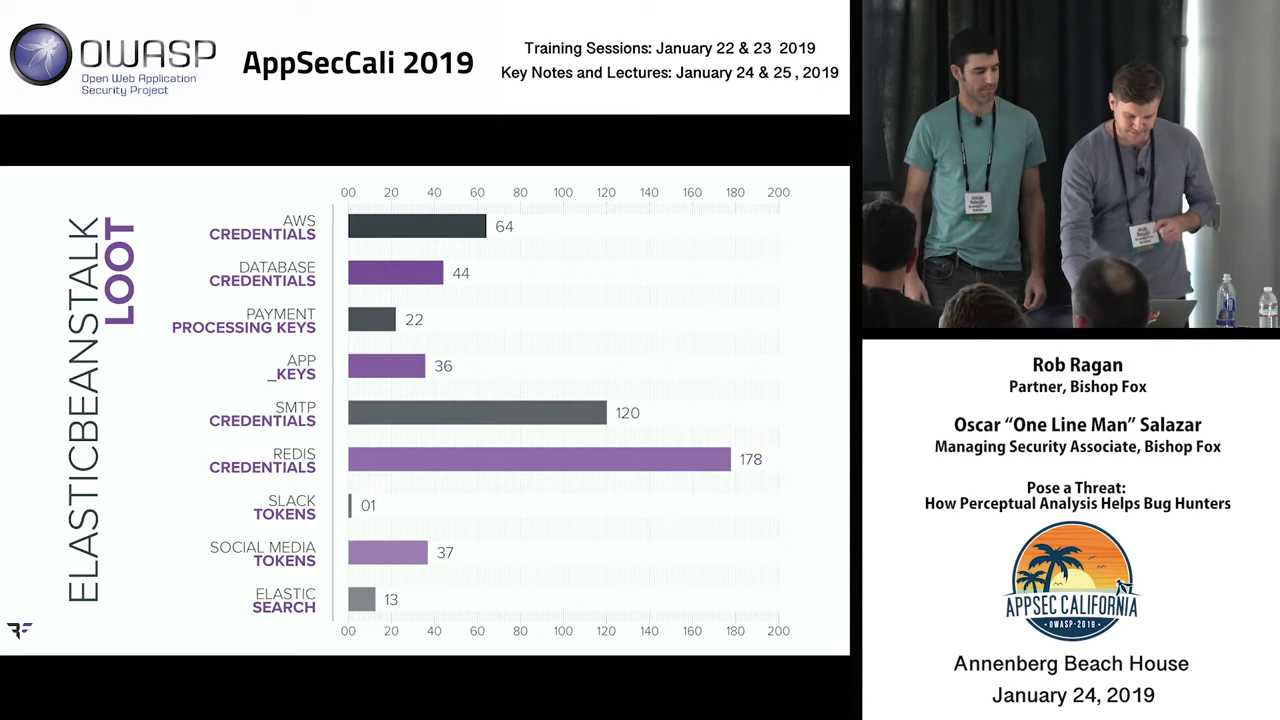 OWASP
Open Web Application
Security Project
AppSecCali 2019
Training Sessions: January 22 & 23 2019
Key Notes and Lectures: January 24 & 25 , 2019
ELASTICBEANSTALK
LOOT
00 20 40 60 80 100 120 140 160 180 200
AWS
CREDENTIALS
64
DATABASE
CREDENTIALS
44
PAYMENT
PROCESSING KEYS
22
APP
_KEYS
36
SMTP
CREDENTIALS
120
REDIS
CREDENTIALS
178
SLACK
TOKENS
01
SOCIAL MEDIA
TOKENS
37
ELASTIC
SEARCH
13
00 20 40 60 80 100 120 140 160 180 200
Rob Ragan
Partner, Bishop Fox
Oscar “One Line Man” Salazar
Managing Security Associate, Bishop Fox
Pose a Threat:
How Perceptual Analysis Helps Bug Hunters
APPSEC CALIFORNIA
• OWASP-2019 •
Annenberg Beach House
January 24, 2019